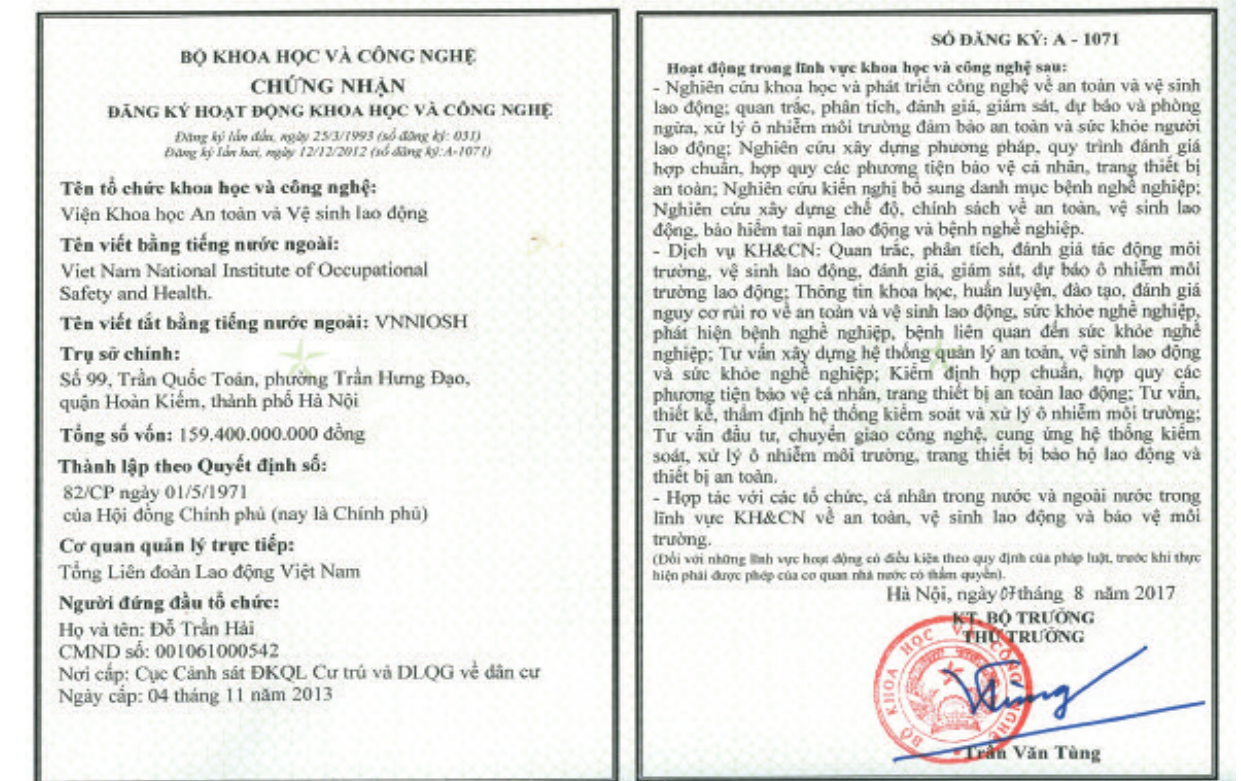 BỘ KHOA HỌC VÀ CÔNG NGHỆ
CHỨNG NHẬN
ĐĂNG KÝ HOẠT ĐỘNG KHOA HỌC VÀ CÔNG NGHỆ
Đăng ký lần đầu, ngày 25/3/1993 (số đăng ký: 031)
Đăng ký lần hai, ngày 12/12/2012 (số đăng ký:A-1071)
Tên tổ chức khoa học và công nghệ:
Viện Khoa học An toàn và Vệ sinh lao động
Tên viết bằng tiếng nước ngoài:
Viet Nam National Institute of Occupational
Safety and Health.
Tên viết tắt bằng tiếng nước ngoài: VNNIOSH
Trụ sở chính:
Số 99, Trần Quốc Toản, phường Trần Hưng Đạo,
quận Hoàn Kiếm, thành phố Hà Nội
Tổng số vốn: 159.400.000.000 đồng
Thành lập theo Quyết định số:
82/CP ngày 01/5/1971
của Hội đồng Chính phủ (nay là Chính phủ)
Cơ quan quản lý trực tiếp:
Tổng Liên đoàn Lao động Việt Nam
Người đứng đầu tổ chức:
Họ và tên: Đỗ Trần Hải
CMND số: 001061000542
Nơi cấp: Cục Cảnh sát ĐKQL Cư trú và DLQG về dân cư
Ngày cấp: 04 tháng 11 năm 2013
SỐ ĐĂNG KÝ: A - 1071
Hoạt động trong lĩnh vực khoa học và công nghệ sau:
- Nghiên cứu khoa học và phát triển công nghệ về an toàn và vệ sinh
lao động; quan trắc, phân tích, đánh giá, giám sát, dự báo và phòng
ngừa, xử lý ô nhiễm môi trường đảm bảo an toàn và sức khỏe người
lao động; Nghiên cứu xây dựng phương pháp, quy trình đánh giá
hợp chuẩn, hợp quy các phương tiện bảo vệ cá nhân, trang thiết bị
an toàn; Nghiên cứu kiến nghị bổ sung danh mục bệnh nghề nghiệp;
Nghiên cứu xây dựng chế độ, chính sách về an toàn, vệ sinh lao
động, bảo hiểm tai nạn lao động và bệnh nghề nghiệp.
- Dịch vụ KH&CN: Quan trắc, phân tích, đánh giá tác động môi
trường, vệ sinh lao động, đánh giá, giám sát, dự báo ô nhiễm môi
trường lao động; Thông tin khoa học, huấn luyện, đào tạo, đánh giá
nguy cơ rủi ro về an toàn và vệ sinh lao động, sức khỏe nghề nghiệp,
phát hiện bệnh nghề nghiệp, bệnh liên quan đến sức khỏe nghề
nghiệp; Tư vấn xây dựng hệ thống quản lý an toàn, vệ sinh lao động
và sức khỏe nghề nghiệp; Kiểm định hợp chuẩn, hợp quy các
phương tiện bảo vệ cá nhân, trang thiết bị an toàn lao động; Tư vấn,
thiết kế, thẩm định hệ thống kiểm soát và xử lý ô nhiễm môi trường;
Tư vấn đầu tư, chuyển giao công nghệ, cung ứng hệ thống kiểm
soát, xử lý ô nhiễm môi trường, trang thiết bị bảo hộ lao động và
thiết bị an toàn.
- Hợp tác với các tổ chức, cá nhân trong nước và ngoài nước trong
lĩnh vực KH&CN về an toàn, vệ sinh lao động và bảo vệ môi
trường.
(Đối với những lĩnh vực hoạt động có điều kiện theo quy định của pháp luật, trước khi thực
hiện phải được phép của cơ quan nhà nước có thẩm quyền).
Hà Nội, ngày 07 tháng 8 năm 2017
KT. BỘ TRƯỞNG
THỨ TRƯỞNG
BỘ KHOA HỌC VÀ CÔNG NGHỆ
Trần Văn Tùng